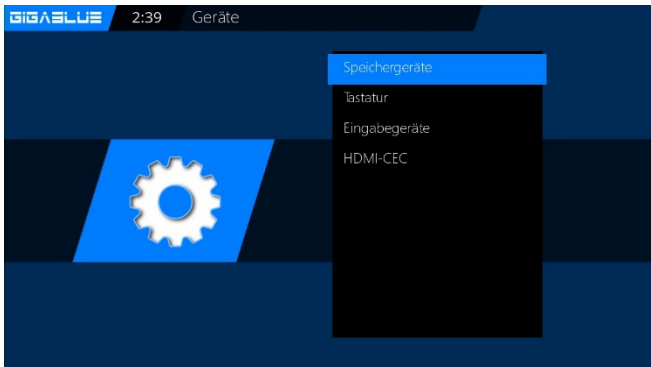 GIGABLUE 2:39 Geräte
Speichergeräte
Tastatur
Eingabegeräte
HDMI-CEC